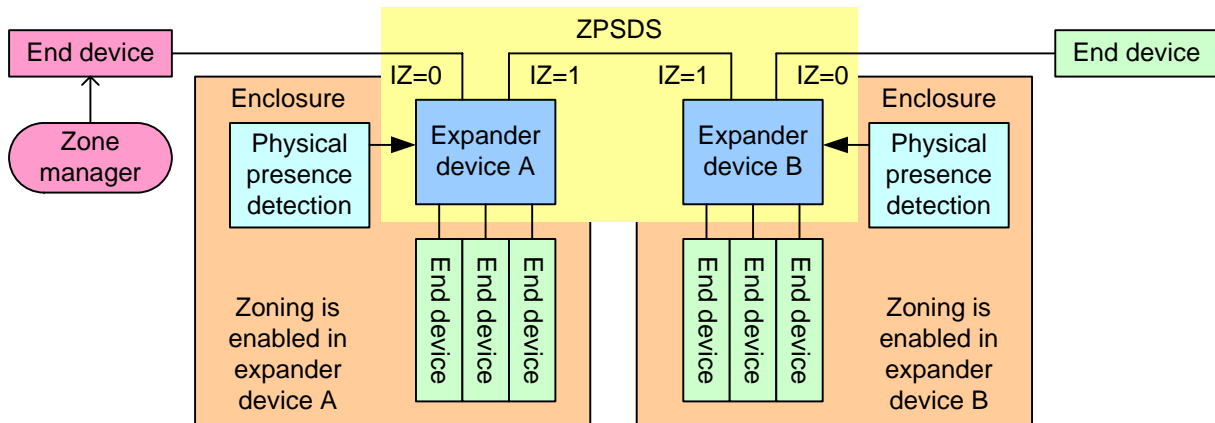 ZPSDS
End device
End device
IZ=0
IZ=1
IZ=1
IZ=0
Enclosure
Enclosure
Zone
manager
Physical
presence
detection
Expander
device A
Expander
device B
Physical
presence
detection
End device
End device
End device
End device
End device
End device
Zoning is
enabled in
expander
device A
Zoning is
enabled in
expander
device B